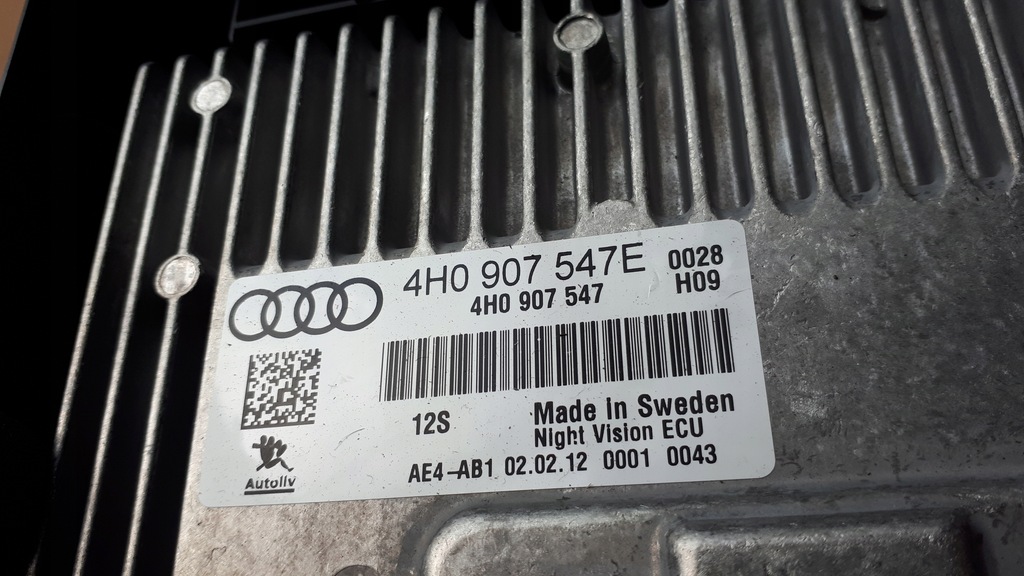 4H0 907 547E 0028
4H0 907 547 H09
12S
Made in Sweden
Night Vision ECU
AE4-AB1 02.02.12 0001 0043
Autoliv